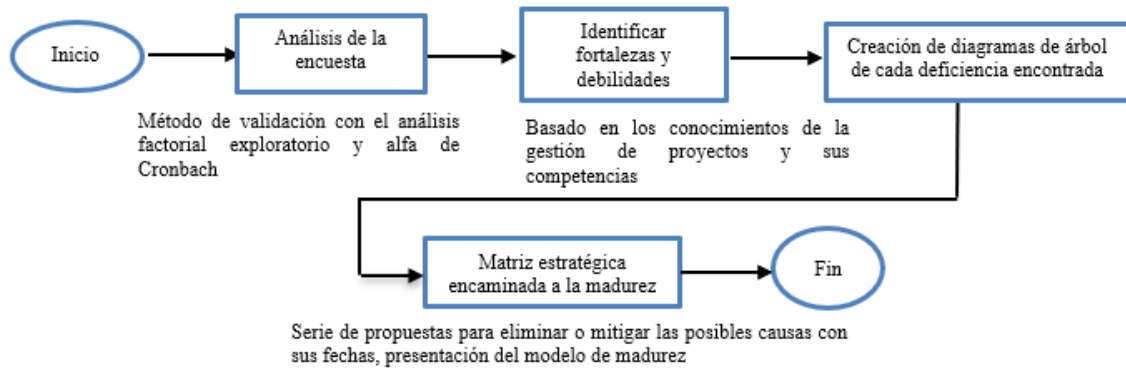 Inicio
Análisis de la
encuesta
Identificar
fortalezas y
debilidades
Creación de diagramas de árbol
de cada deficiencia encontrada
Método de validación con el análisis
factorial exploratorio y alfa de
Cronbach
Basado en los conocimientos de la
gestión de proyectos y sus
competencias
Matriz estratégica
encaminada a la madurez
Fin
Serie de propuestas para eliminar o mitigar las posibles causas con
sus fechas, presentación del modelo de madurez